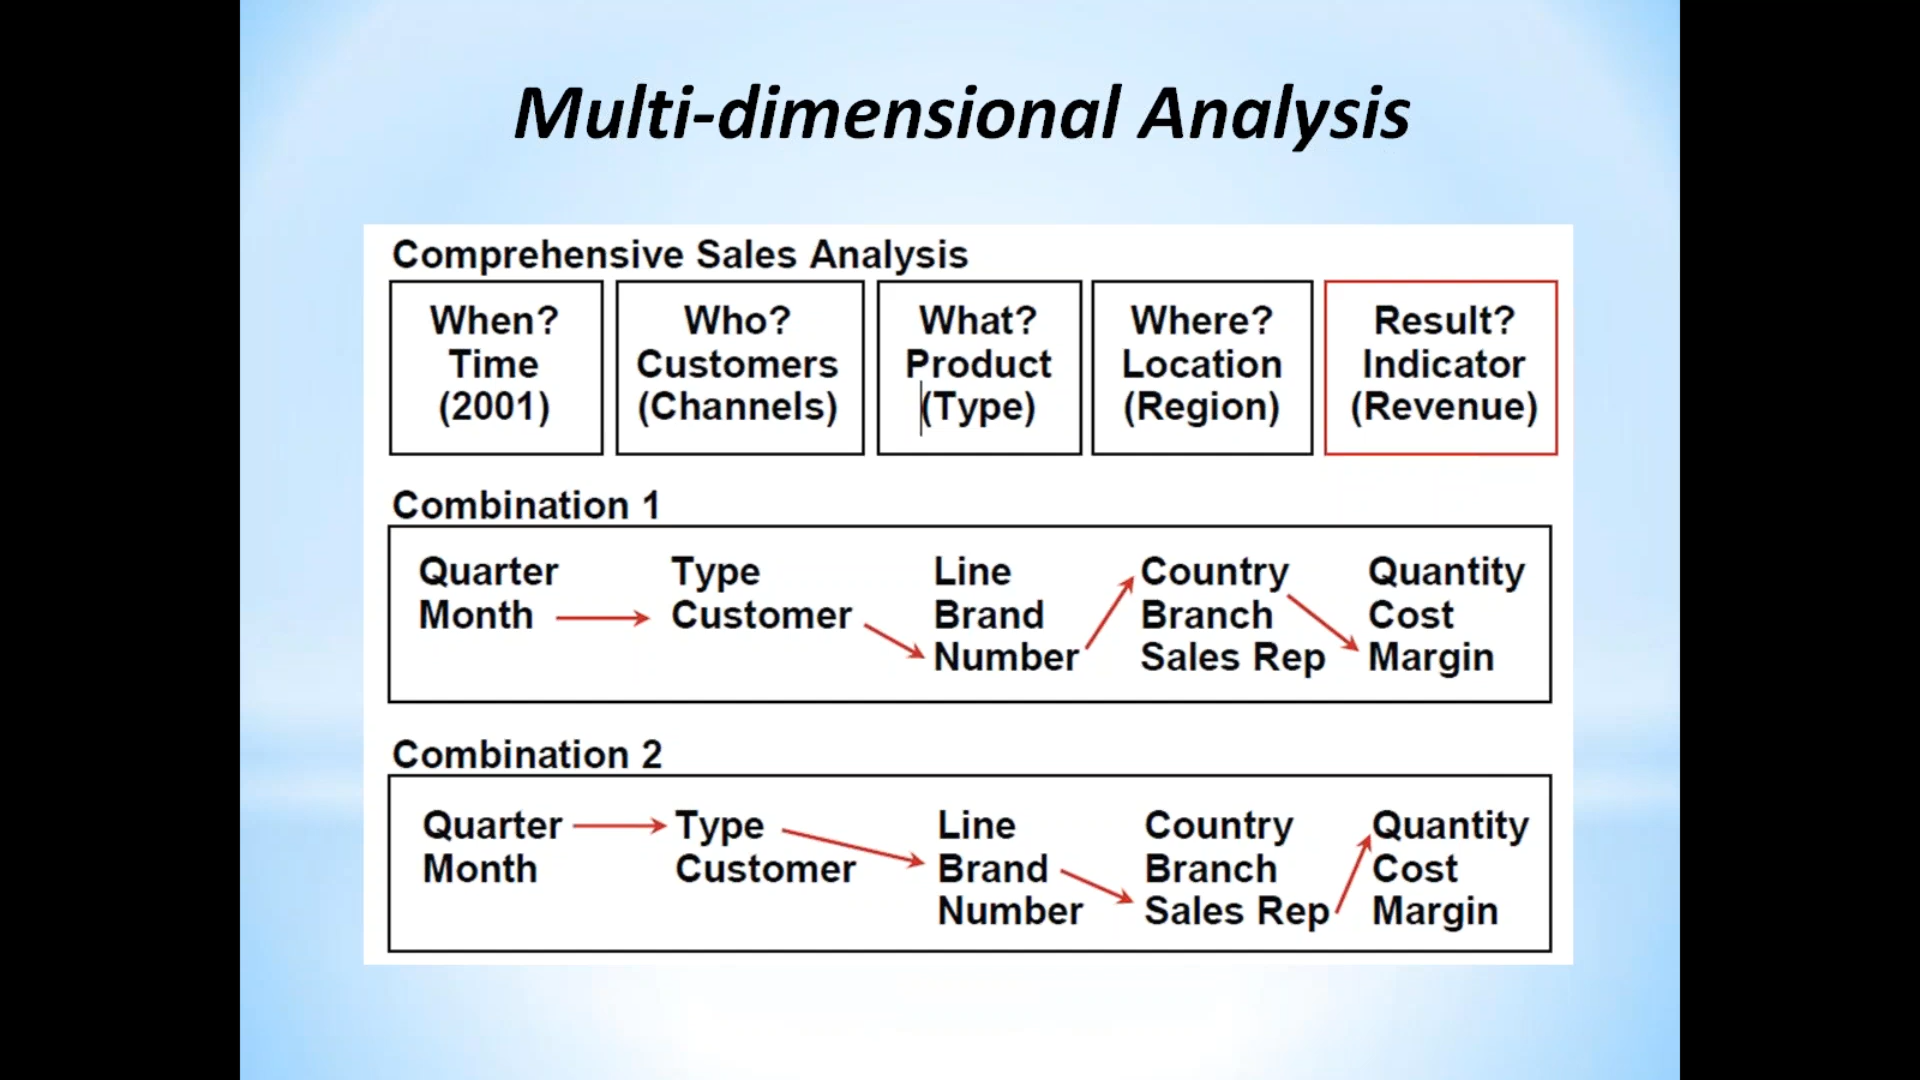 Multi-dimensional Analysis
Comprehensive Sales Analysis
When?
Time
(2001)
Who?
Customers
(Channels)
What?
Product
(Type)
Where?
Location
(Region)
Result?
Indicator
(Revenue)
Combination 1
Quarter
Month
Type
Customer
Line
Brand
Number
Country
Branch
Sales Rep
Quantity
Cost
Margin
Combination 2
Quarter
Month
Type
Customer
Line
Brand
Number
Country
Branch
Sales Rep
Quantity
Cost
Margin